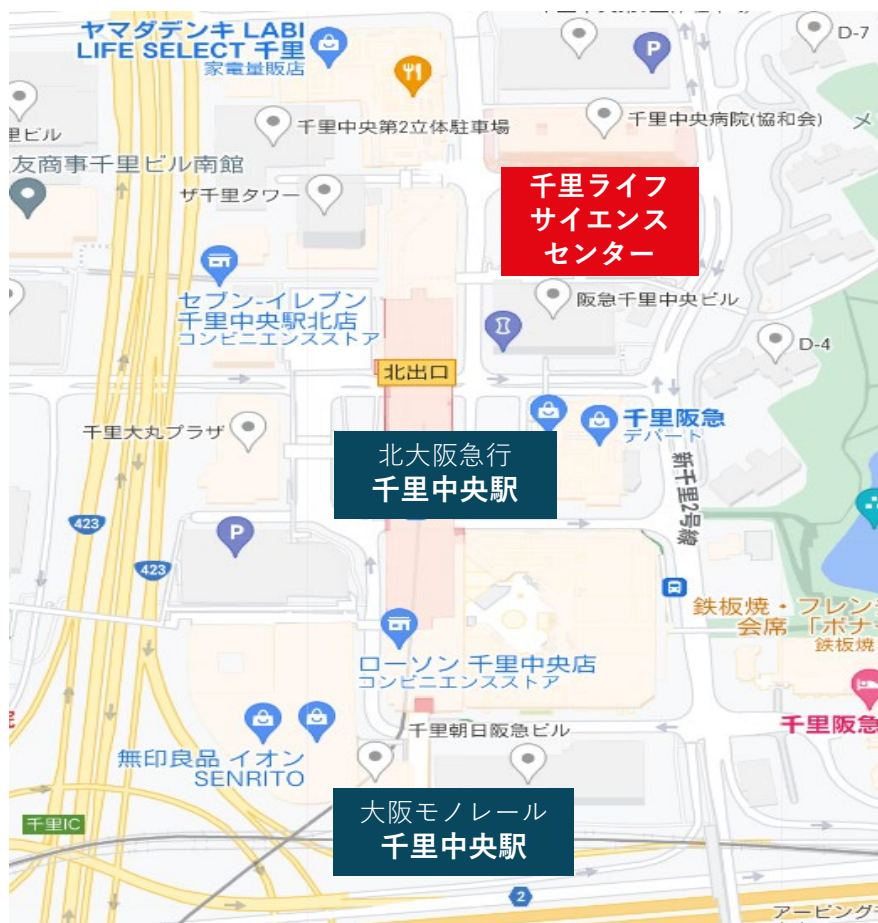 ヤマダデンキ LABI
LIFE SELECT 千里
家電量販店
P
D-7
里ビル
千里中央第2立体駐車場
千里中央病院(協和会)
メ
友商事千里ビル南館
ザ千里タワー
千里ライフ
サイエンス
センター
セブン-イレブン
千里中央駅北店
コンビニエンスストア
阪急千里中央ビル
D-4
北出口
千里大丸プラザ
千里阪急
デパート
北大阪急行
千里中央駅
新千里2号線
423
P
423
鉄板焼・フレン
会席「ボナ
鉄板焼
ローソン 千里中央店
コンビニエンスストア
千里阪急
千里朝日阪急ビル
無印良品 イオン
SENRITO
大阪モノレール
千里中央駅
千里IC
2
アービング